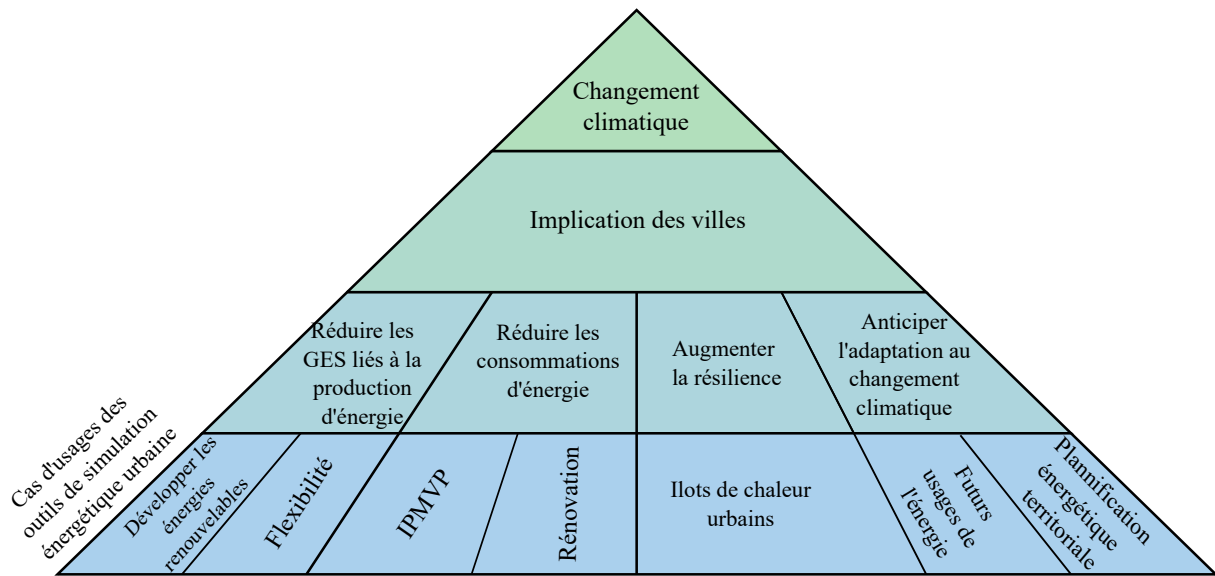 Changement
climatique
Implication des villes
Réduire les
GES liés à la
production
d'énergie
Réduire les
consommations
d'énergie
Augmenter
la résilience
Anticiper
l'adaptation au
changement
climatique
Cas d'usages des
outils de simulation
énergétique urbaine
Développer les
énergies
renouvelables
Flexibilité
IPMVP
Rénovation
Ilots de chaleur
urbains
Futurs
usages de
l'énergie
Plannification
énergétique
territoriale